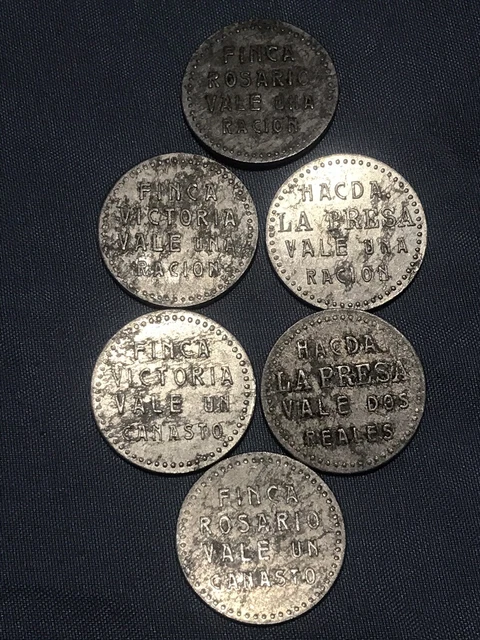 FINCA
ROSARIO
VALE UNA
RACION
FINCA
VICTORIA
VALE UNA
RACION
HACDA
LA PRESA
VALE UNA
RACION
FINCA
VICTORIA
VALE UN
CANASTO
HACDA.
LA PRESA
VALE DOS
REALES
FINCA
ROSARIO
VALE UN
CANASTO